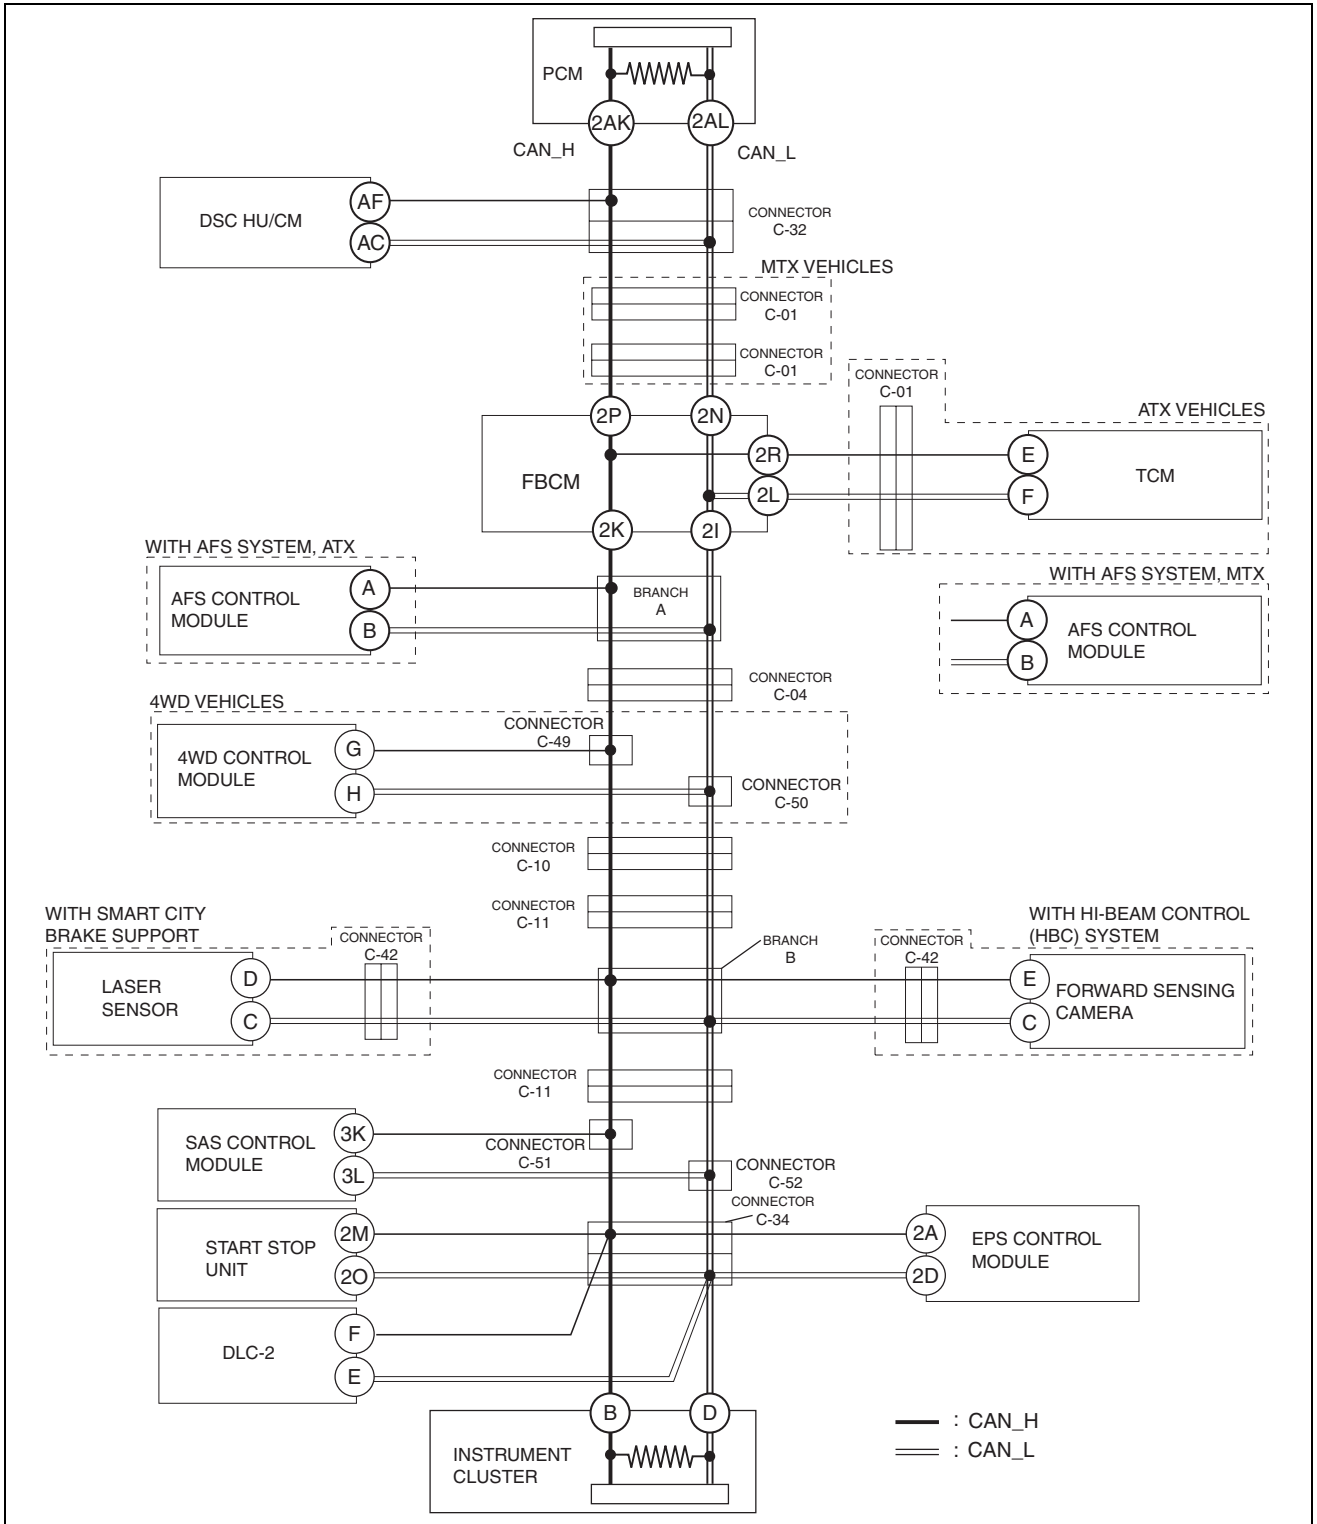 PCM
2AK
2AL
CAN_H
CAN_L
DSC HU/CM
AF
AC
CONNECTOR
C-32
MTX VEHICLES
CONNECTOR
C-01
CONNECTOR
C-01
CONNECTOR
C-01
ATX VEHICLES
2P
2N
2R
2L
FBCM
2K
2I
E
F
TCM
WITH AFS SYSTEM, ATX
AFS CONTROL
MODULE
A
B
BRANCH
A
WITH AFS SYSTEM, MTX
A
B
AFS CONTROL
MODULE
CONNECTOR
C-04
4WD VEHICLES
4WD CONTROL
MODULE
G
H
CONNECTOR
C-49
CONNECTOR
C-50
CONNECTOR
C-10
CONNECTOR
C-11
WITH SMART CITY
BRAKE SUPPORT
CONNECTOR
C-42
LASER
SENSOR
D
C
BRANCH
B
CONNECTOR
C-42
WITH HI-BEAM CONTROL
(HBC) SYSTEM
E
C
FORWARD SENSING
CAMERA
CONNECTOR
C-11
SAS CONTROL
MODULE
3K
3L
CONNECTOR
C-51
CONNECTOR
C-52
CONNECTOR
C-34
START STOP
UNIT
2M
2O
2A
2D
EPS CONTROL
MODULE
DLC-2
F
E
B
D
INSTRUMENT
CLUSTER
: CAN_H
: CAN_L